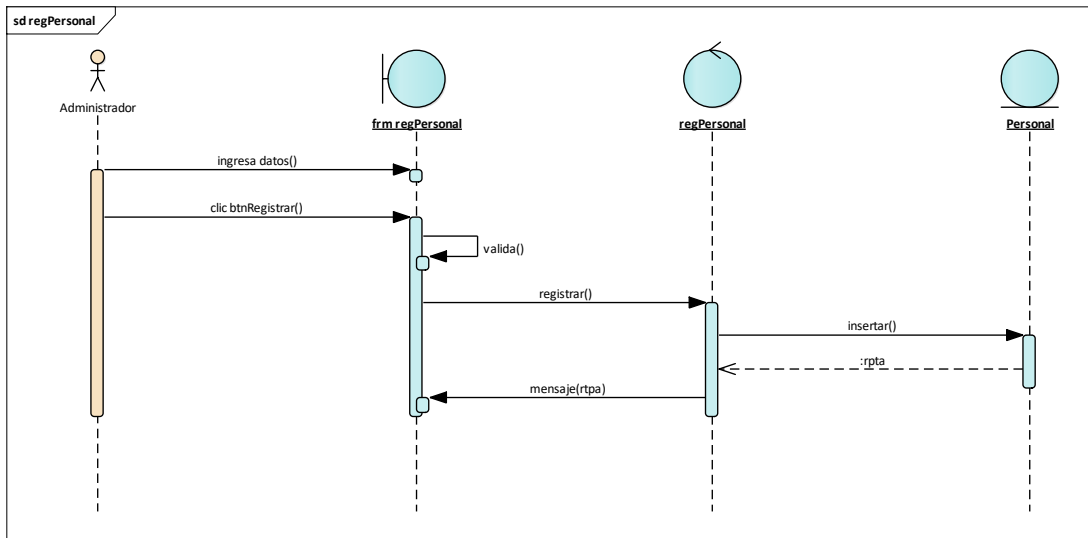 sd regPersonal
Administrador
frm regPersonal
regPersonal
Personal
ingresa datos()
clic btnRegistrar()
valida()
registrar()
insertar()
:rpta
mensaje(rtpa)